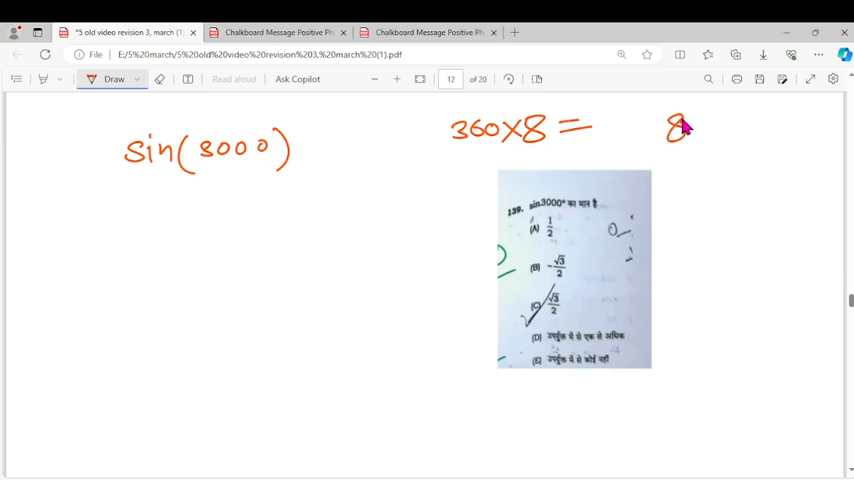 *5 old video revision 3, march (1)
Chalkboard Message Positive Ph
Chalkboard Message Positive Ph
File
E:/5%20march/5%20old%20video%20revision%203,%20march%20(1).pdf
Draw
Read aloud
Ask Copilot
12 of 20
360×8 = 8
sin(3000)
139. sin3000° का मान है
(A) 1/2
(B) -√3/2
(C) √3/2
(D) उपर्युक्त में से एक से अधिक
(E) उपर्युक्त में से कोई नहीं